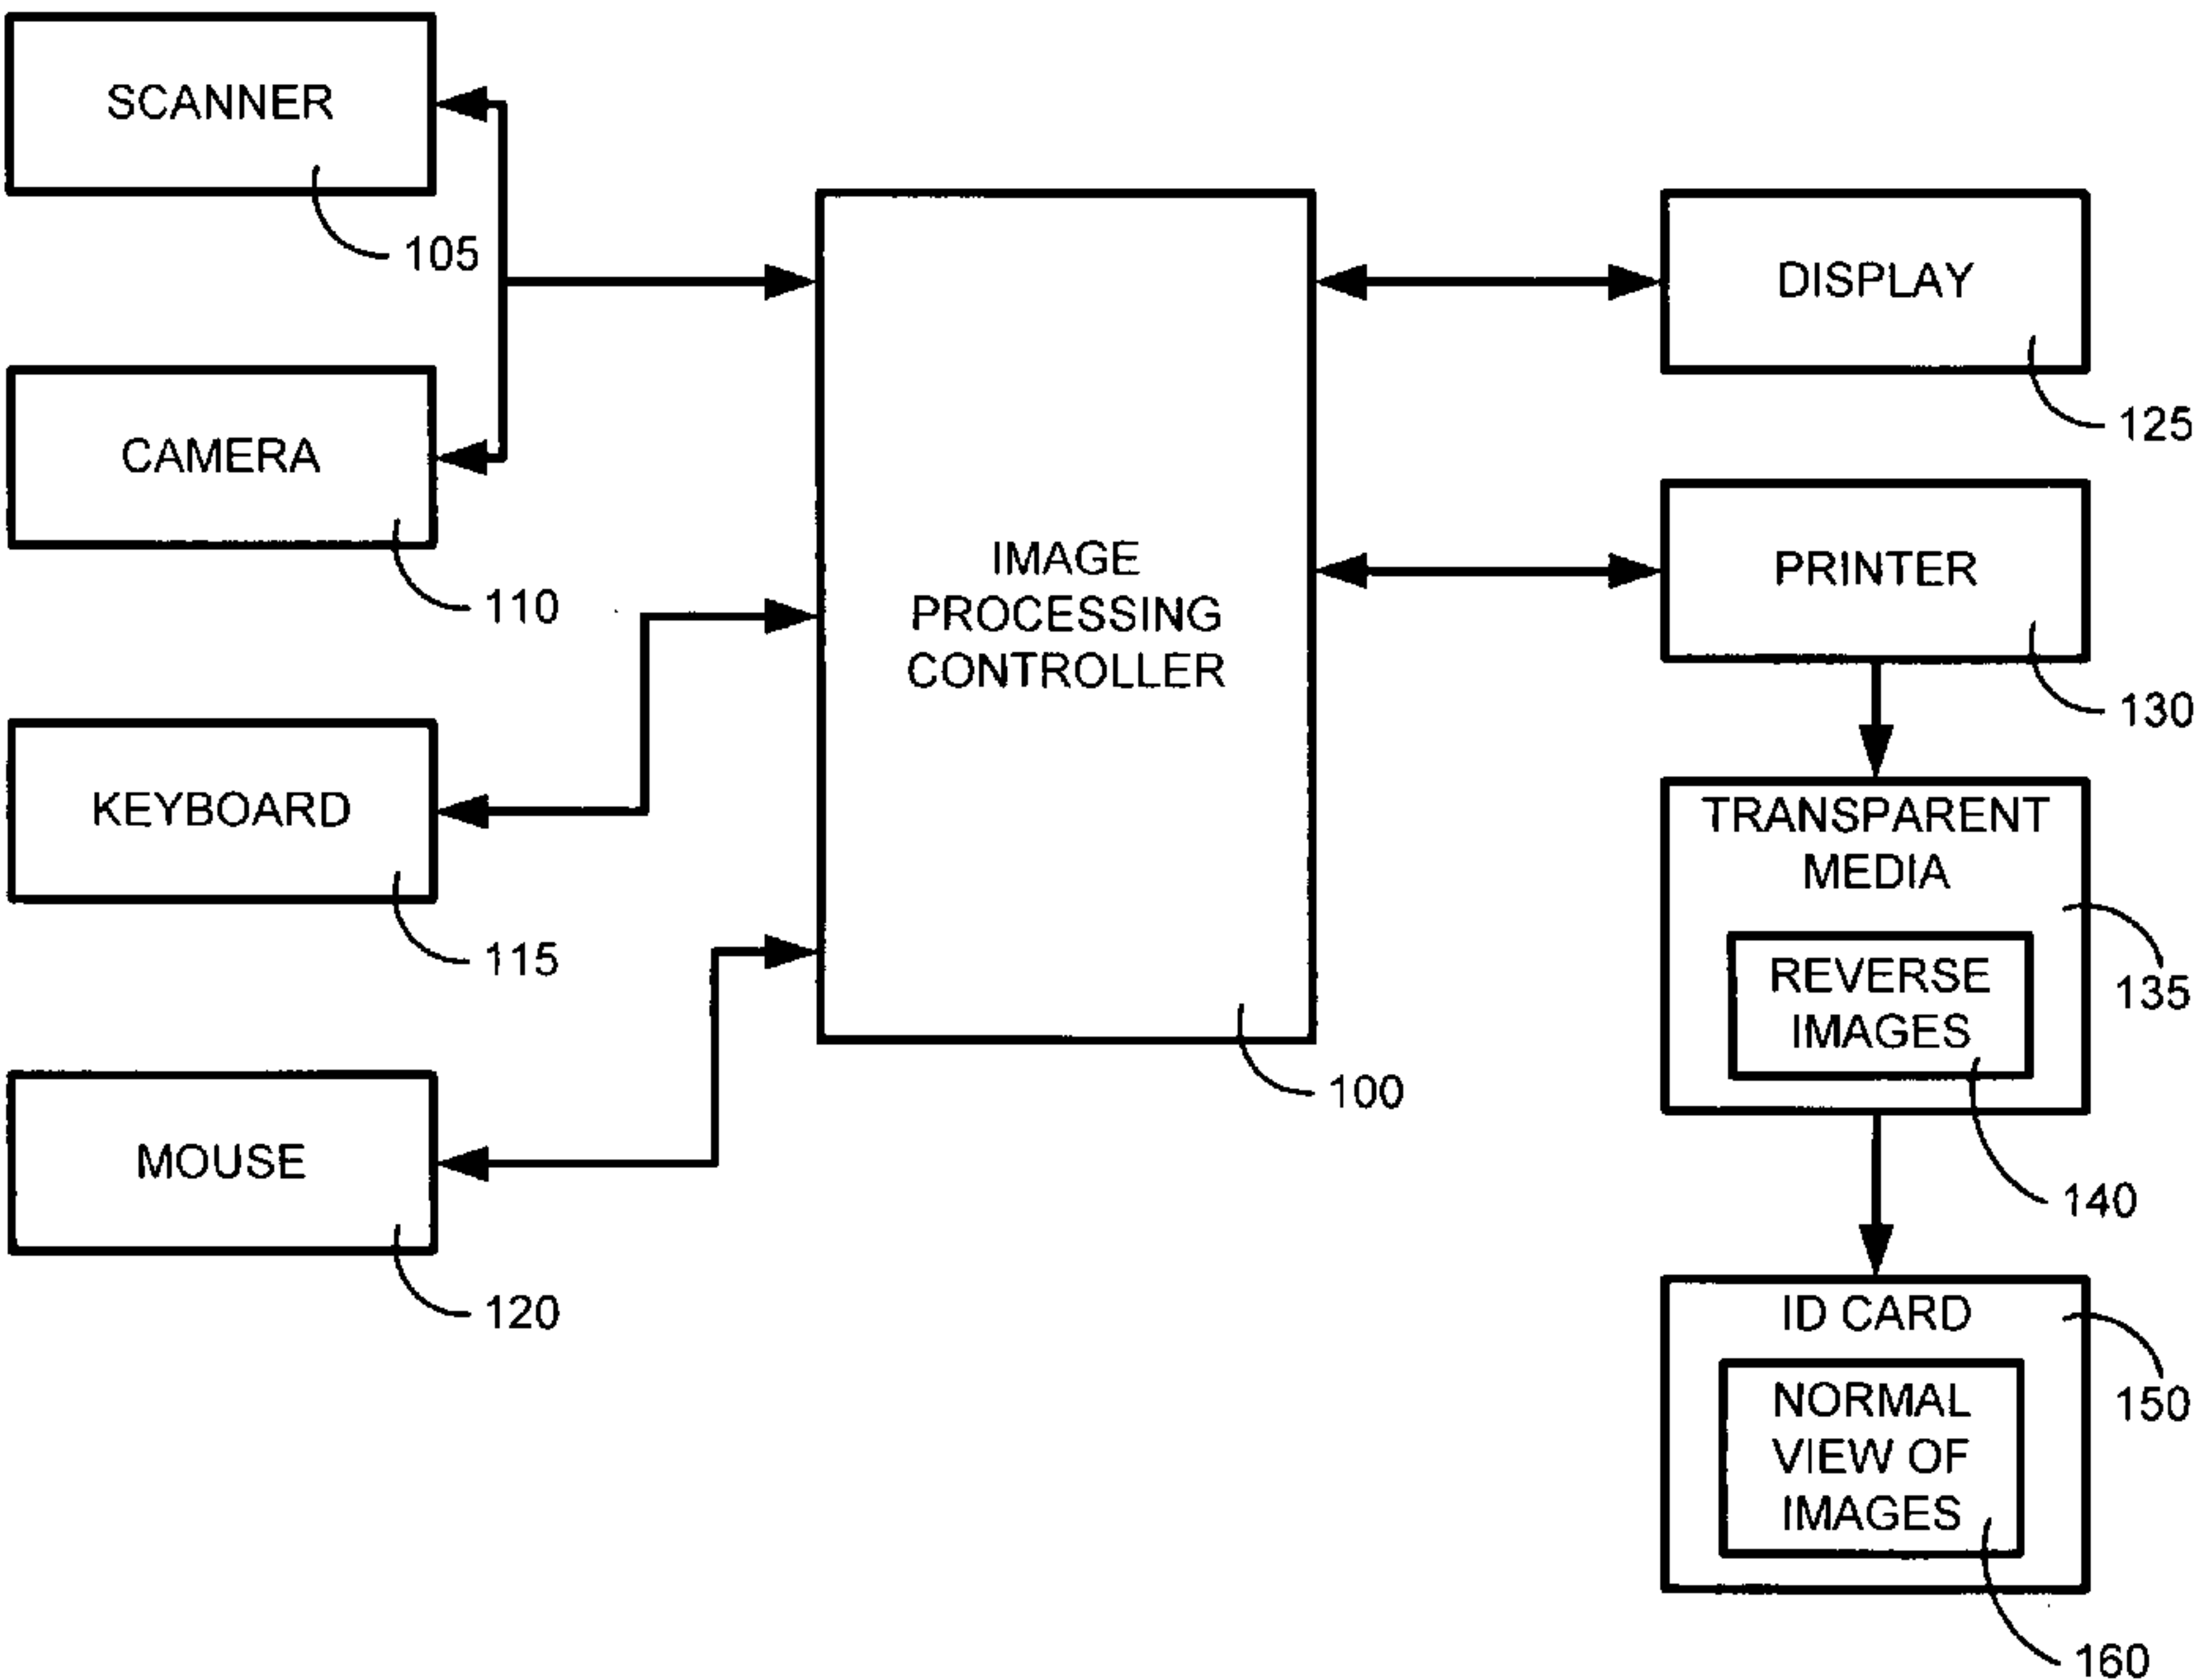 SCANNER
105
CAMERA
110
KEYBOARD
115
MOUSE
120
IMAGE
PROCESSING
CONTROLLER
100
DISPLAY
125
PRINTER
130
TRANSPARENT
MEDIA
135
REVERSE
IMAGES
140
ID CARD
150
NORMAL
VIEW OF
IMAGES
160